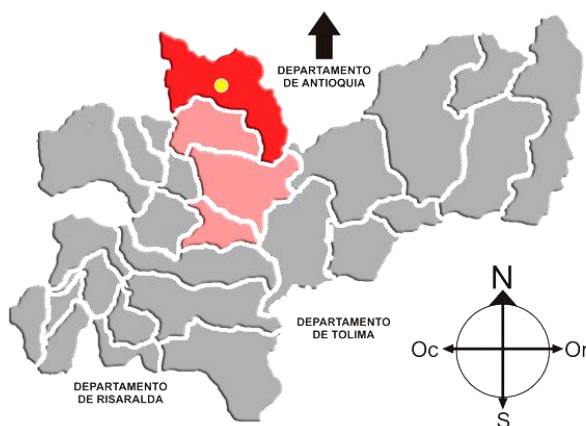 DEPARTAMENTO
DE ANTIOQUIA
N
Oc
Or
S
DEPARTAMENTO
DE TOLIMA
DEPARTAMENTO
DE RISARALDA